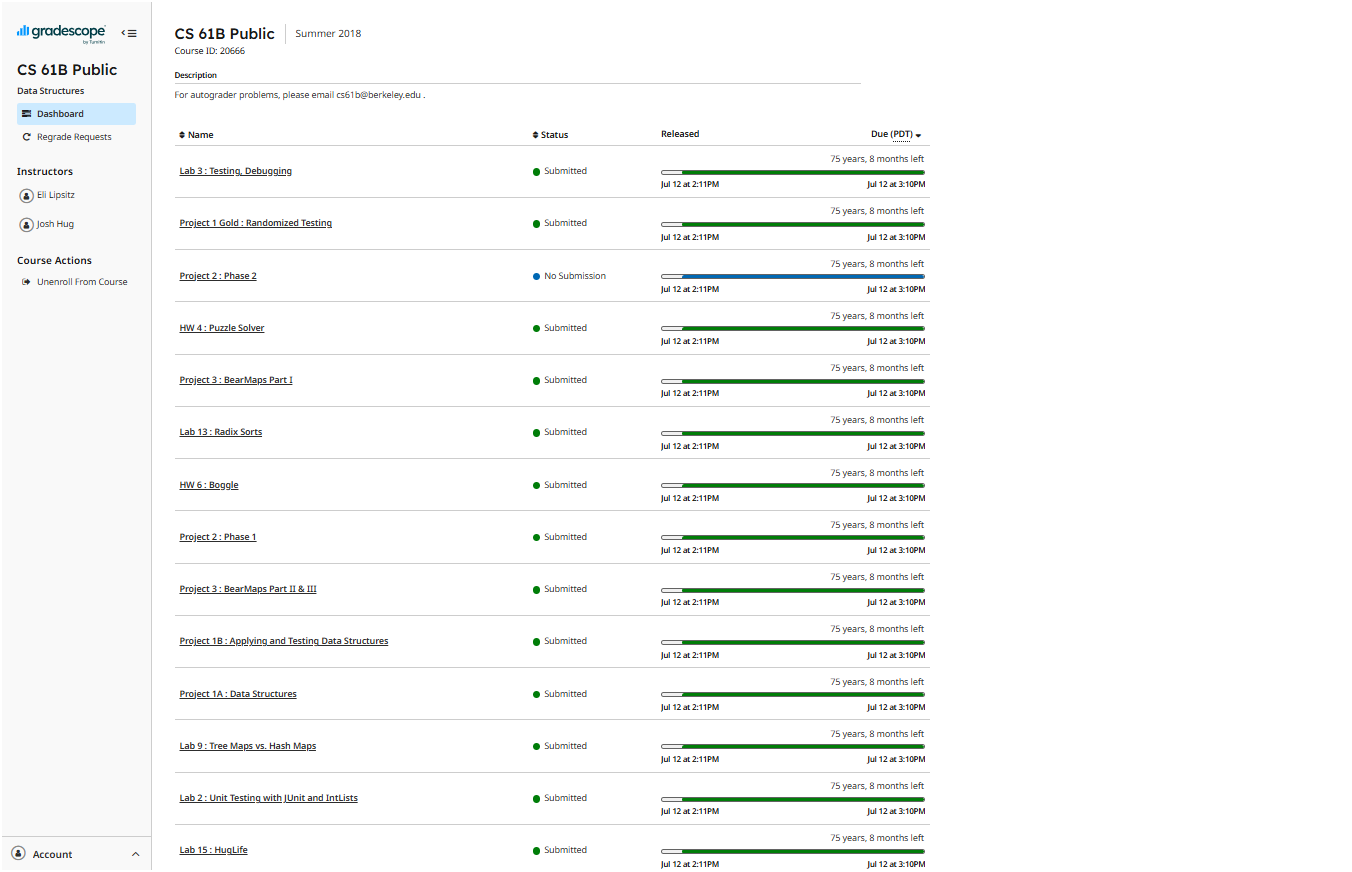 gradescope
by Turnitin
CS 61B Public
Data Structures
Dashboard
Regrade Requests
Instructors
Eli Lipsitz
Josh Hug
Course Actions
Unenroll From Course
Account
CS 61B Public Summer 2018
Course ID: 20666
Description
For autograder problems, please email cs61b@berkeley.edu .
Name Status Released Due (PDT)
75 years, 8 months left
Lab 3 : Testing, Debugging Submitted
Jul 12 at 2:11PM Jul 12 at 3:10PM
75 years, 8 months left
Project 1 Gold : Randomized Testing Submitted
Jul 12 at 2:11PM Jul 12 at 3:10PM
75 years, 8 months left
Project 2 : Phase 2 No Submission
Jul 12 at 2:11PM Jul 12 at 3:10PM
75 years, 8 months left
HW 4 : Puzzle Solver Submitted
Jul 12 at 2:11PM Jul 12 at 3:10PM
75 years, 8 months left
Project 3 : BearMaps Part I Submitted
Jul 12 at 2:11PM Jul 12 at 3:10PM
75 years, 8 months left
Lab 13 : Radix Sorts Submitted
Jul 12 at 2:11PM Jul 12 at 3:10PM
75 years, 8 months left
HW 6 : Boggle Submitted
Jul 12 at 2:11PM Jul 12 at 3:10PM
75 years, 8 months left
Project 2 : Phase 1 Submitted
Jul 12 at 2:11PM Jul 12 at 3:10PM
75 years, 8 months left
Project 3 : BearMaps Part II & III Submitted
Jul 12 at 2:11PM Jul 12 at 3:10PM
75 years, 8 months left
Project 1B : Applying and Testing Data Structures Submitted
Jul 12 at 2:11PM Jul 12 at 3:10PM
75 years, 8 months left
Project 1A : Data Structures Submitted
Jul 12 at 2:11PM Jul 12 at 3:10PM
75 years, 8 months left
Lab 9 : Tree Maps vs. Hash Maps Submitted
Jul 12 at 2:11PM Jul 12 at 3:10PM
75 years, 8 months left
Lab 2 : Unit Testing with JUnit and IntLists Submitted
Jul 12 at 2:11PM Jul 12 at 3:10PM
75 years, 8 months left
Lab 15 : HugLife Submitted
Jul 12 at 2:11PM Jul 12 at 3:10PM